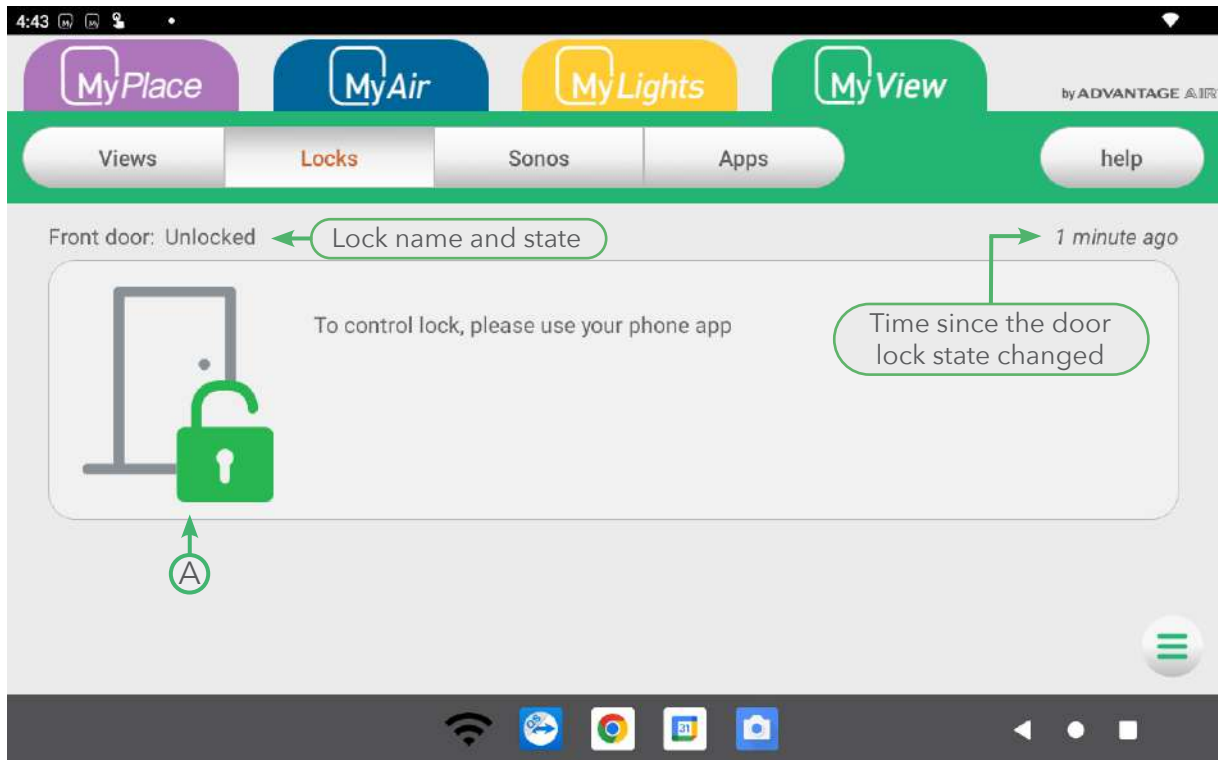 4:43
MyPlace MyAir MyLights MyView by ADVANTAGE AIR
Views Locks Sonos Apps help
Front door: Unlocked Lock name and state 1 minute ago
To control lock, please use your phone app
Time since the door
lock state changed
A
31